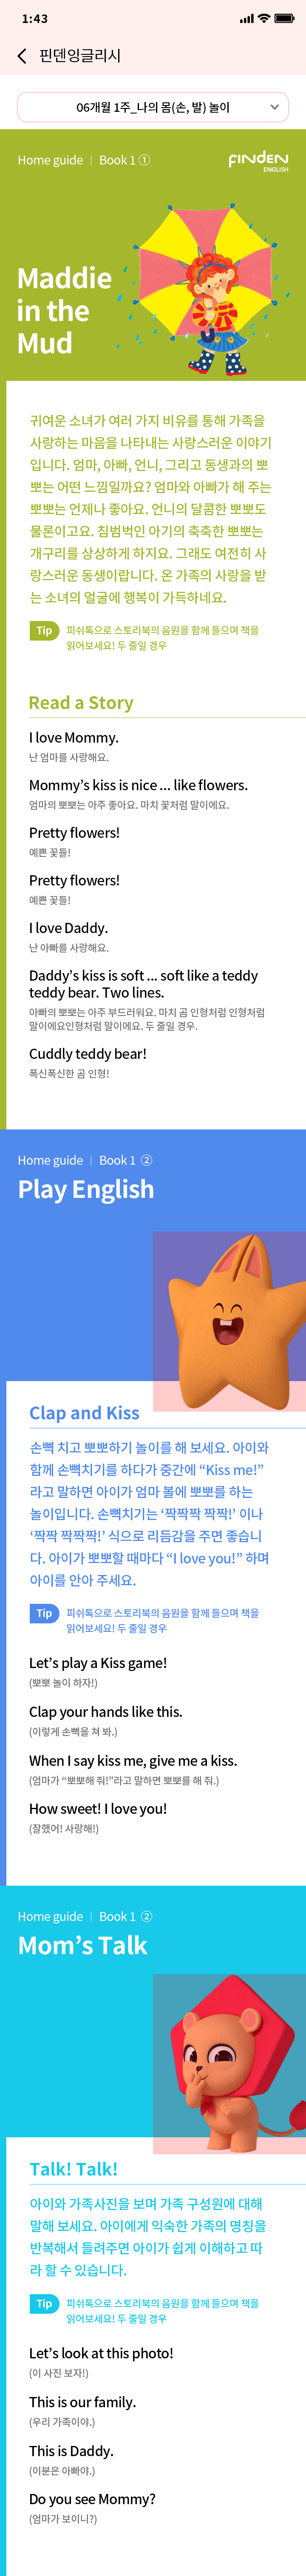 1:43
핀덴잉글리시
06개월 1주_나의 몸(손, 발) 놀이
Home guide | Book 1 ①
FINDEN
ENGLISH
Maddie
in the
Mud
귀여운 소녀가 여러 가지 비유를 통해 가족을
사랑하는 마음을 나타내는 사랑스러운 이야기
입니다. 엄마, 아빠, 언니, 그리고 동생과의 뽀
뽀는 어떤 느낌일까요? 엄마와 아빠가 해 주는
뽀뽀는 언제나 좋아요. 언니의 달콤한 뽀뽀도
물론이고요. 침범벅인 아기의 축축한 뽀뽀는
개구리를 상상하게 하지요. 그래도 여전히 사
랑스러운 동생이랍니다. 온 가족의 사랑을 받
는 소녀의 얼굴에 행복이 가득하네요.
Tip 피쉬톡으로 스토리북의 음원을 함께 들으며 책을
읽어보세요! 두 줄일 경우
Read a Story
I love Mommy.
난 엄마를 사랑해요.
Mommy’s kiss is nice ... like flowers.
엄마의 뽀뽀는 아주 좋아요. 마치 꽃처럼 말이에요.
Pretty flowers!
예쁜 꽃들!
Pretty flowers!
예쁜 꽃들!
I love Daddy.
난 아빠를 사랑해요.
Daddy’s kiss is soft ... soft like a teddy
teddy bear. Two lines.
아빠의 뽀뽀는 아주 부드러워요. 마치 곰 인형처럼 인형처럼
말이에요인형처럼 말이에요. 두 줄일 경우.
Cuddly teddy bear!
폭신폭신한 곰 인형!
Home guide | Book 1 ②
Play English
Clap and Kiss
손뼉 치고 뽀뽀하기 놀이를 해 보세요. 아이와
함께 손뼉치기를 하다가 중간에 “Kiss me!”
라고 말하면 아이가 엄마 볼에 뽀뽀를 하는
놀이입니다. 손뼉치기는 ‘짝짝짝 짝짝!’ 이나
‘짝짝 짝짝짝!’ 식으로 리듬감을 주면 좋습니
다. 아이가 뽀뽀할 때마다 “I love you!” 하며
아이를 안아 주세요.
Tip 피쉬톡으로 스토리북의 음원을 함께 들으며 책을
읽어보세요! 두 줄일 경우
Let’s play a Kiss game!
(뽀뽀 놀이 하자!)
Clap your hands like this.
(이렇게 손뼉을 쳐 봐.)
When I say kiss me, give me a kiss.
(엄마가 “뽀뽀해 줘!”라고 말하면 뽀뽀를 해 줘.)
How sweet! I love you!
(잘했어! 사랑해!)
Home guide | Book 1 ②
Mom’s Talk
Talk! Talk!
아이와 가족사진을 보며 가족 구성원에 대해
말해 보세요. 아이에게 익숙한 가족의 명칭을
반복해서 들려주면 아이가 쉽게 이해하고 따
라 할 수 있습니다.
Tip 피쉬톡으로 스토리북의 음원을 함께 들으며 책을
읽어보세요! 두 줄일 경우
Let’s look at this photo!
(이 사진 보자!)
This is our family.
(우리 가족이야.)
This is Daddy.
(이분은 아빠야.)
Do you see Mommy?
(엄마가 보이니?)